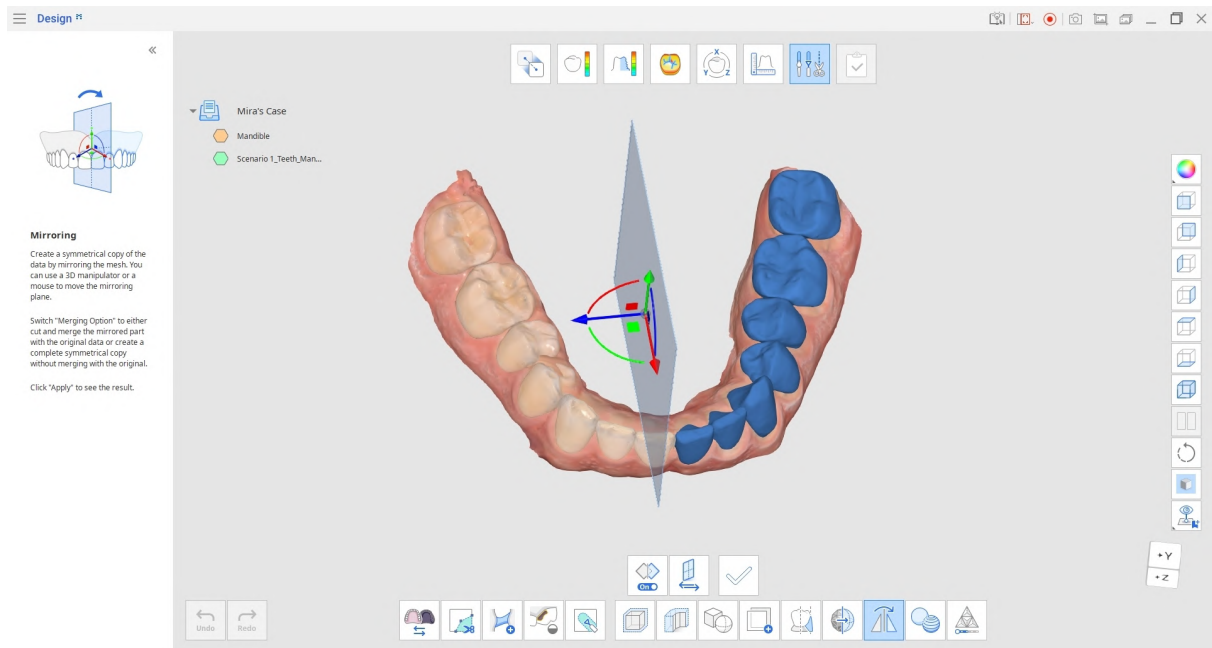 Design
Mira's Case
Mandible
Scenario 1_Teeth_Man...
Mirroring
Create a symmetrical copy of the
data by mirroring the mesh. You
can use a 3D manipulator or a
mouse to move the mirroring
plane.
Switch "Merging Option" to either
cut and merge the mirrored part
with the original data or create a
complete symmetrical copy
without merging with the original.
Click "Apply" to see the result.
X
Y Z
On
+Y
+Z
Undo
Redo